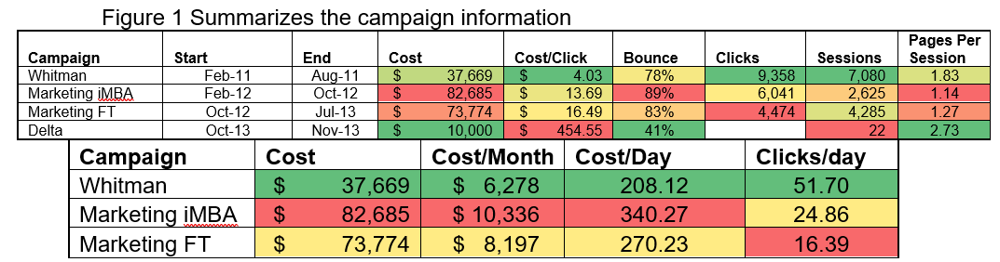 Figure 1 Summarizes the campaign information
Pages Per
Campaign Start End Cost Cost/Click Bounce Clicks Sessions Session
Whitman Feb-11 Aug-11 $ 37,669 $ 4.03 78% 9,358 7,080 1.83
Marketing iMBA Feb-12 Oct-12 $ 82,685 $ 13.69 89% 6,041 2,625 1.14
Marketing FT Oct-12 Jul-13 $ 73,774 $ 16.49 83% 4,474 4,285 1.27
Delta Oct-13 Nov-13 $ 10,000 $ 454.55 41% 22 2.73
Campaign Cost Cost/Month Cost/Day Clicks/day
Whitman $ 37,669 $ 6,278 208.12 51.70
Marketing iMBA $ 82,685 $ 10,336 340.27 24.86
Marketing FT $ 73,774 $ 8,197 270.23 16.39